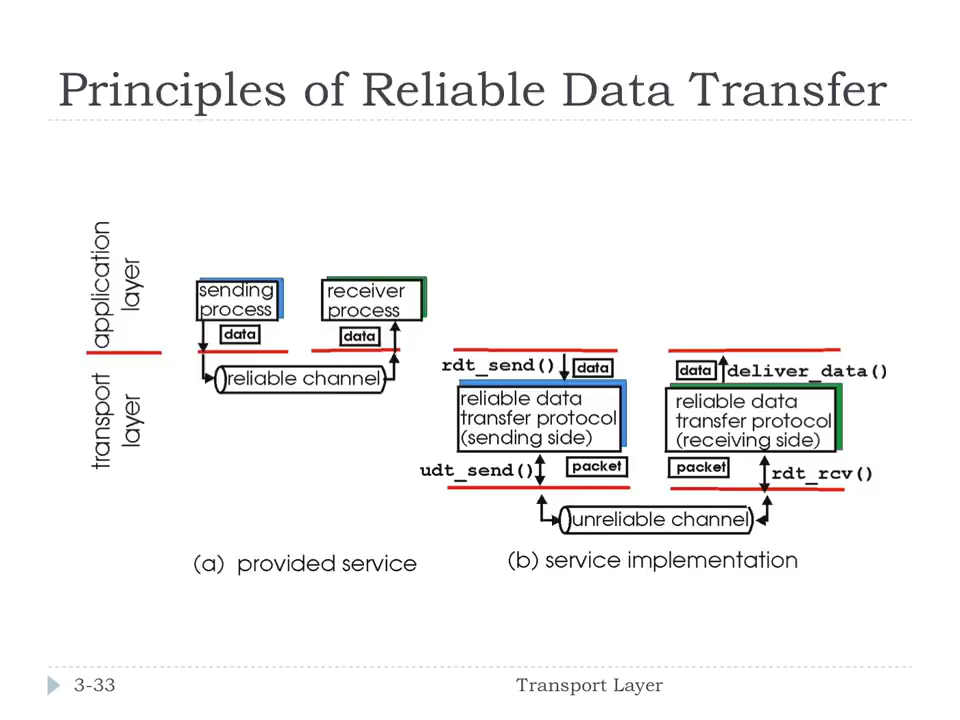 Principles of Reliable Data Transfer
application
layer
transport
layer
sending
process
data
receiver
process
data
reliable channel
(a) provided service
rdt_send()
data
reliable data
transfer protocol
(sending side)
udt_send()
packet
data
deliver_data()
reliable data
transfer protocol
(receiving side)
packet
rdt_rcv()
unreliable channel
(b) service implementation
3-33
Transport Layer